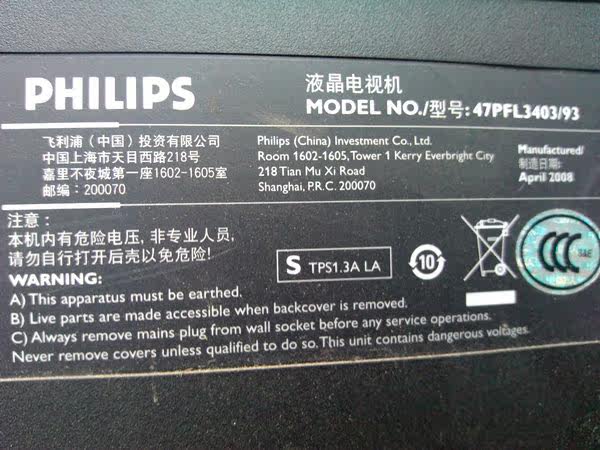 PHILIPS
液晶电视机
MODEL NO./型号: 47PFL3403/93
飞利浦（中国）投资有限公司
中国上海市天目西路218号
嘉里不夜城第一座1602-1605室
邮编：200070
Philips (China) Investment Co., Ltd.
Room 1602-1605, Tower 1 Kerry Everbright City
218 Tian Mu Xi Road
Shanghai, P.R.C. 200070
Manufactured/
制造日期:
April 2008
注意：
本机内有危险电压, 非专业人员,
请勿自行打开后壳以免危险!
S TPS1.3A LA
10
CCC
S&E
WARNING:
A) This apparatus must be earthed.
B) Live parts are made accessible when backcover is removed.
C) Always remove mains plug from wall socket before any service operations.
Never remove covers unless qualified to do so. This unit contains dangerous voltages.